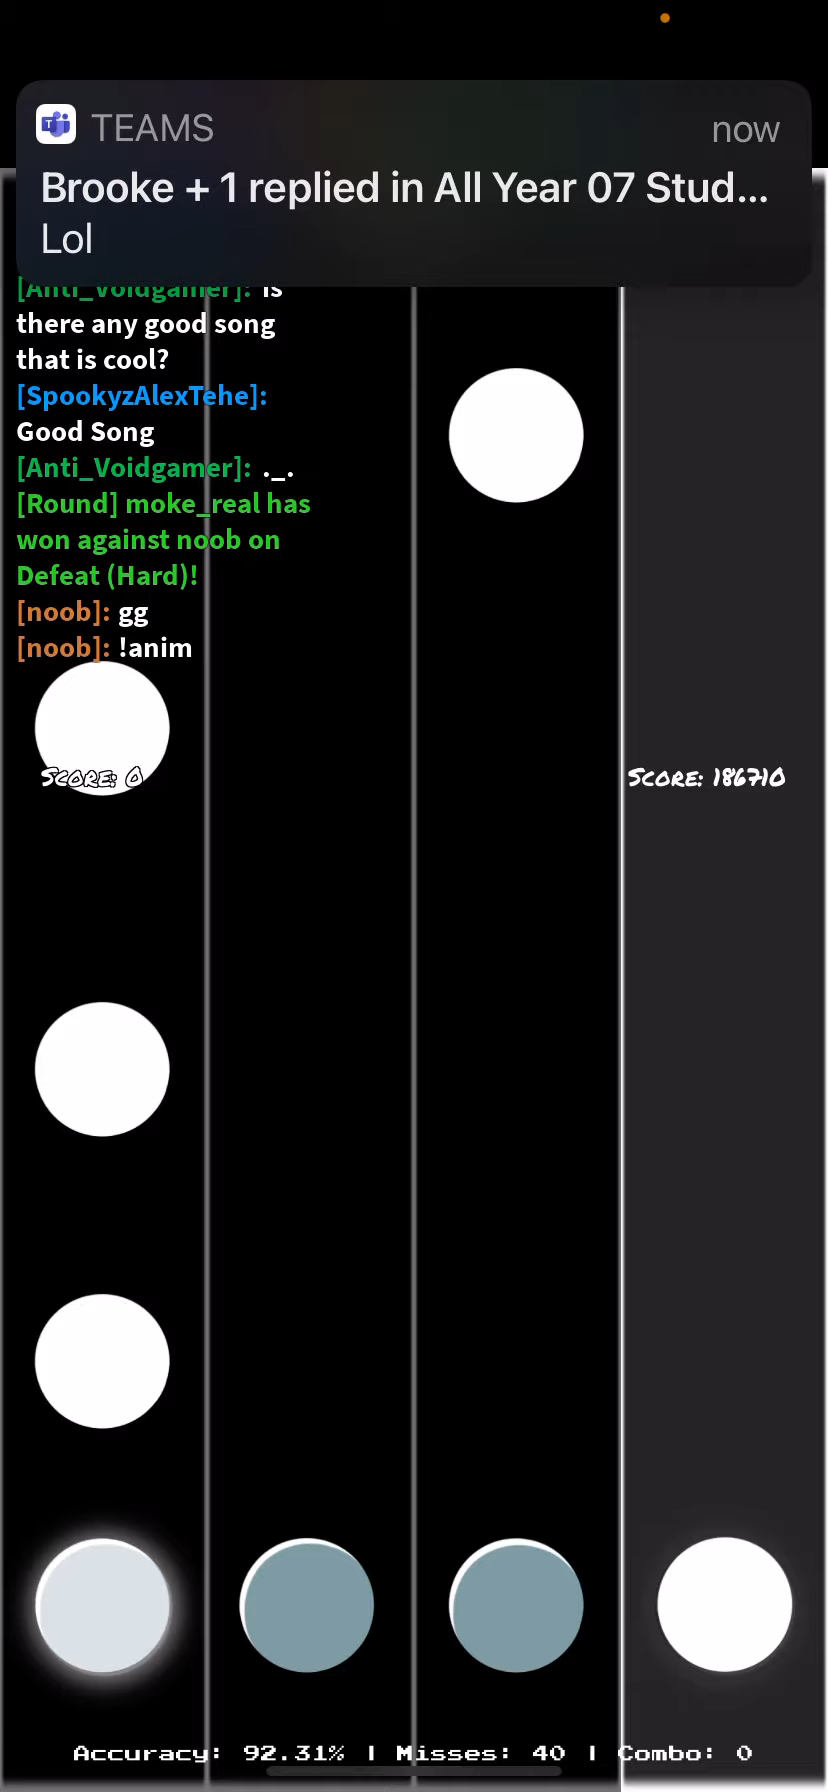 TEAMS
now
Brooke + 1 replied in All Year 07 Stud...
Lol
[Anti_Voidgamer]: is
there any good song
that is cool?
[SpookyzAlexTehe]:
Good Song
[Anti_Voidgamer]: ._.
[Round] moke_real has
won against noob on
Defeat (Hard)!
[noob]: gg
[noob]: !anim
Score: 0
Score: 186710
Accuracy: 92.31% | Misses: 40 | Combo: 0